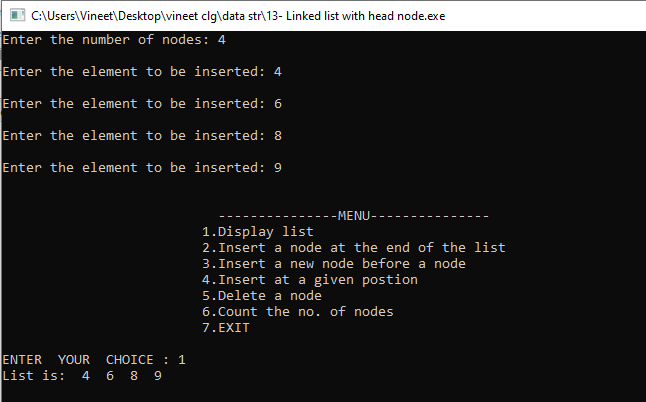 C:\Users\Vineet\Desktop\vineet clg\data str\13- Linked list with head node.exe
Enter the number of nodes: 4
Enter the element to be inserted: 4
Enter the element to be inserted: 6
Enter the element to be inserted: 8
Enter the element to be inserted: 9
---------------MENU---------------
1.Display list
2.Insert a node at the end of the list
3.Insert a new node before a node
4.Insert at a given postion
5.Delete a node
6.Count the no. of nodes
7.EXIT
ENTER  YOUR  CHOICE : 1
List is:  4  6  8  9